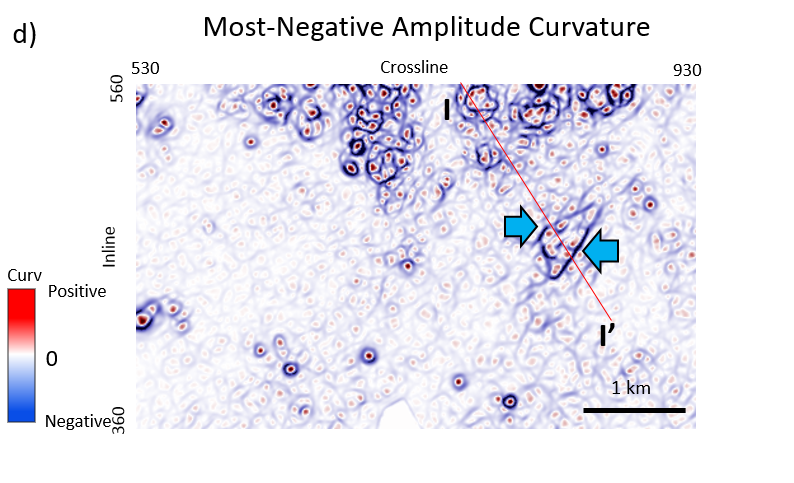 d)
Most-Negative Amplitude Curvature
530
Crossline
930
560
I
Inline
Curv
Positive
0
Negative
I’
1 km
360